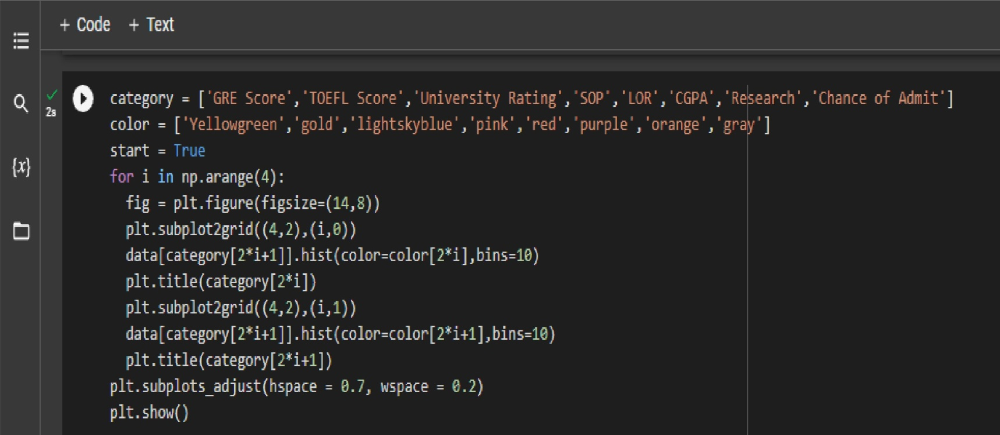 + Code + Text
2s
{x}
category = ['GRE Score','TOEFL Score','University Rating','SOP','LOR','CGPA','Research','Chance of Admit']
color = ['Yellowgreen','gold','lightskyblue','pink','red','purple','orange','gray']
start = True
for i in np.arange(4):
  fig = plt.figure(figsize=(14,8))
  plt.subplot2grid((4,2),(i,0))
  data[category[2*i+1]].hist(color=color[2*i],bins=10)
  plt.title(category[2*i])
  plt.subplot2grid((4,2),(i,1))
  data[category[2*i+1]].hist(color=color[2*i+1],bins=10)
  plt.title(category[2*i+1])
plt.subplots_adjust(hspace = 0.7, wspace = 0.2)
plt.show()